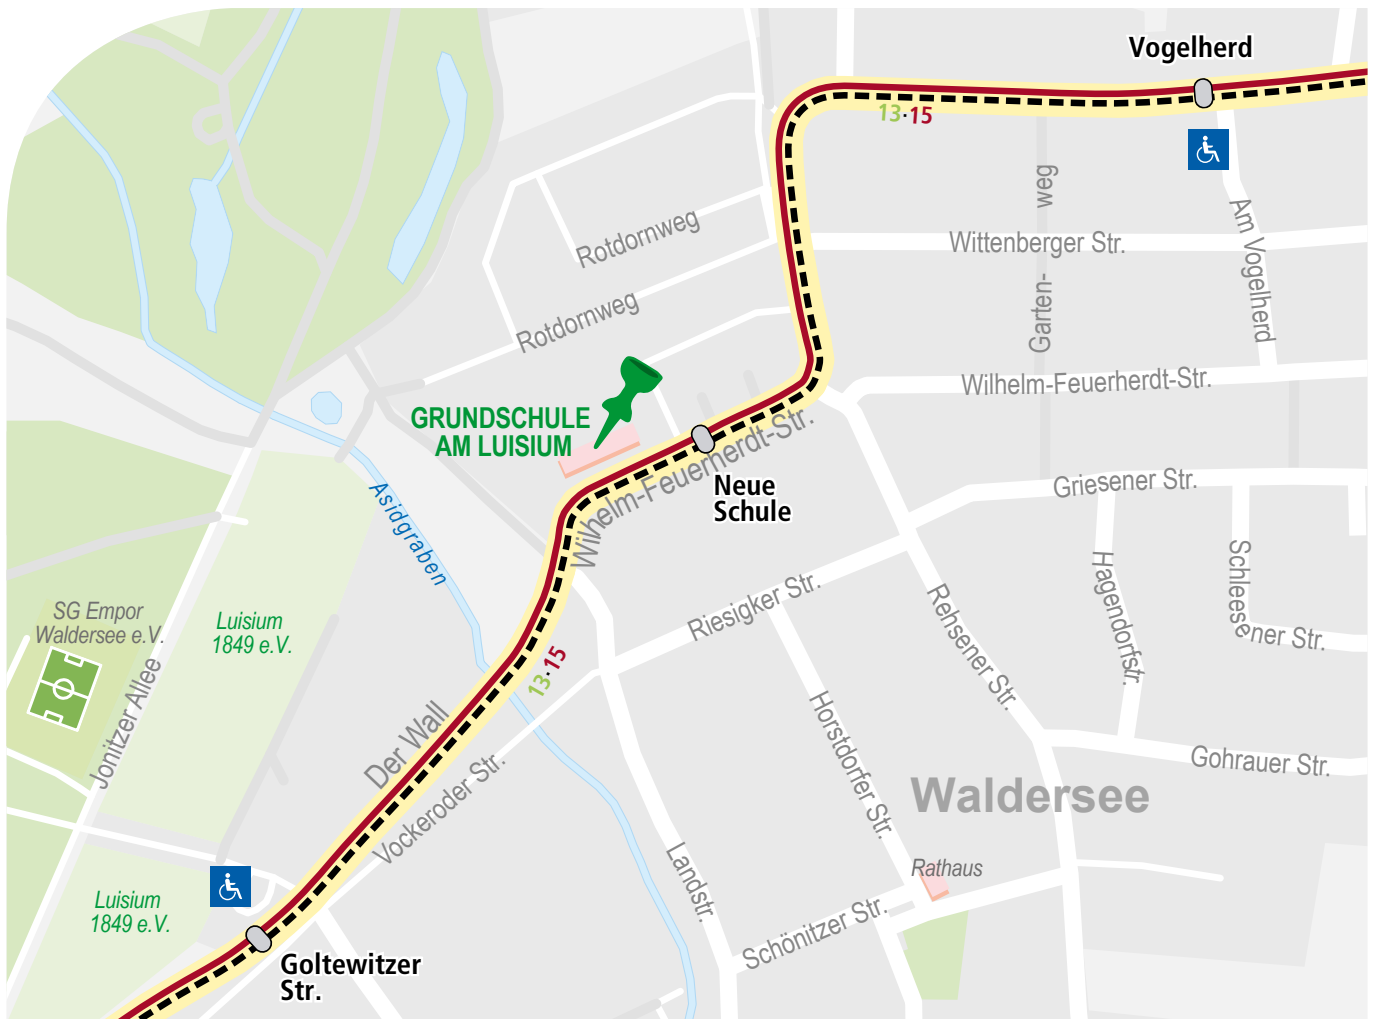 Vogelherd
13·15
weg
Am Vogelherd
Rotdornweg
Wittenberger Str.
Garten-
Rotdornweg
Wilhelm-Feuerherdt-Str.
GRUNDSCHULE
AM LUISIUM
Wilhelm-Feuerherdt-Str.
Neue
Schule
Griesener Str.
Asidgraben
Hagendorfstr.
Schleesener Str.
Riesigker Str.
Rehsener Str.
SG Empor
Waldersee e.V.
Luisium
1849 e.V.
13·15
Jonitzer Allee
Der Wall
Vockeroder Str.
Horstdorfer Str.
Gohrauer Str.
Waldersee
Landstr.
Rathaus
Luisium
1849 e.V.
Schönitzer Str.
Goltewitzer
Str.